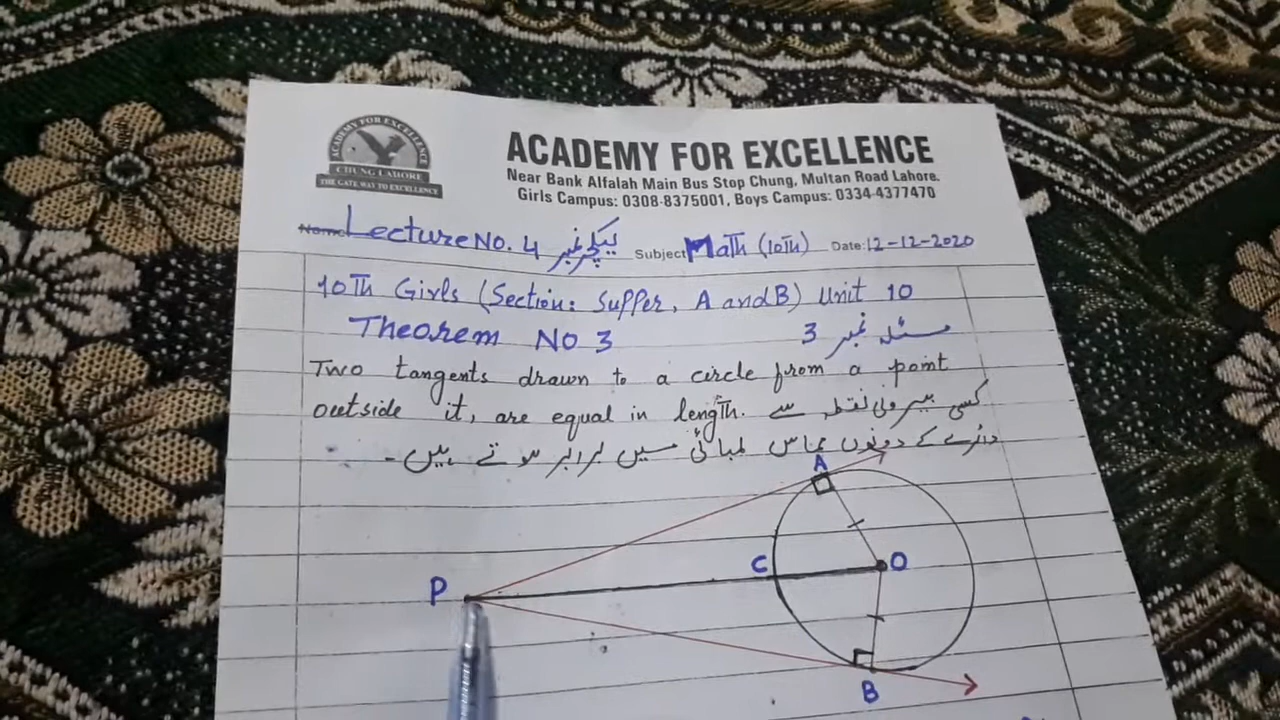 ACADEMY FOR EXCELLENCE
CHUNG LAHORE
THE GATE WAY TO EXCELLENCE
ACADEMY FOR EXCELLENCE
Near Bank Alfalah Main Bus Stop Chung, Multan Road Lahore.
Girls Campus: 0308-8375001, Boys Campus: 0334-4377470
Name Lecture No. 4 لیکچر نمبر Subject Math (10Th) Date: 12-12-2020
10Th Girls (Section: Supper, A and B) Unit 10
Theorem No 3 مسئلہ نمبر 3
Two tangents drawn to a circle from a point
outside it, are equal in length. کسی بیرونی نقطہ سے
دائرے کے دونوں مماس لمبائی میں برابر ہوتے ہیں۔
A
C
O
P
B